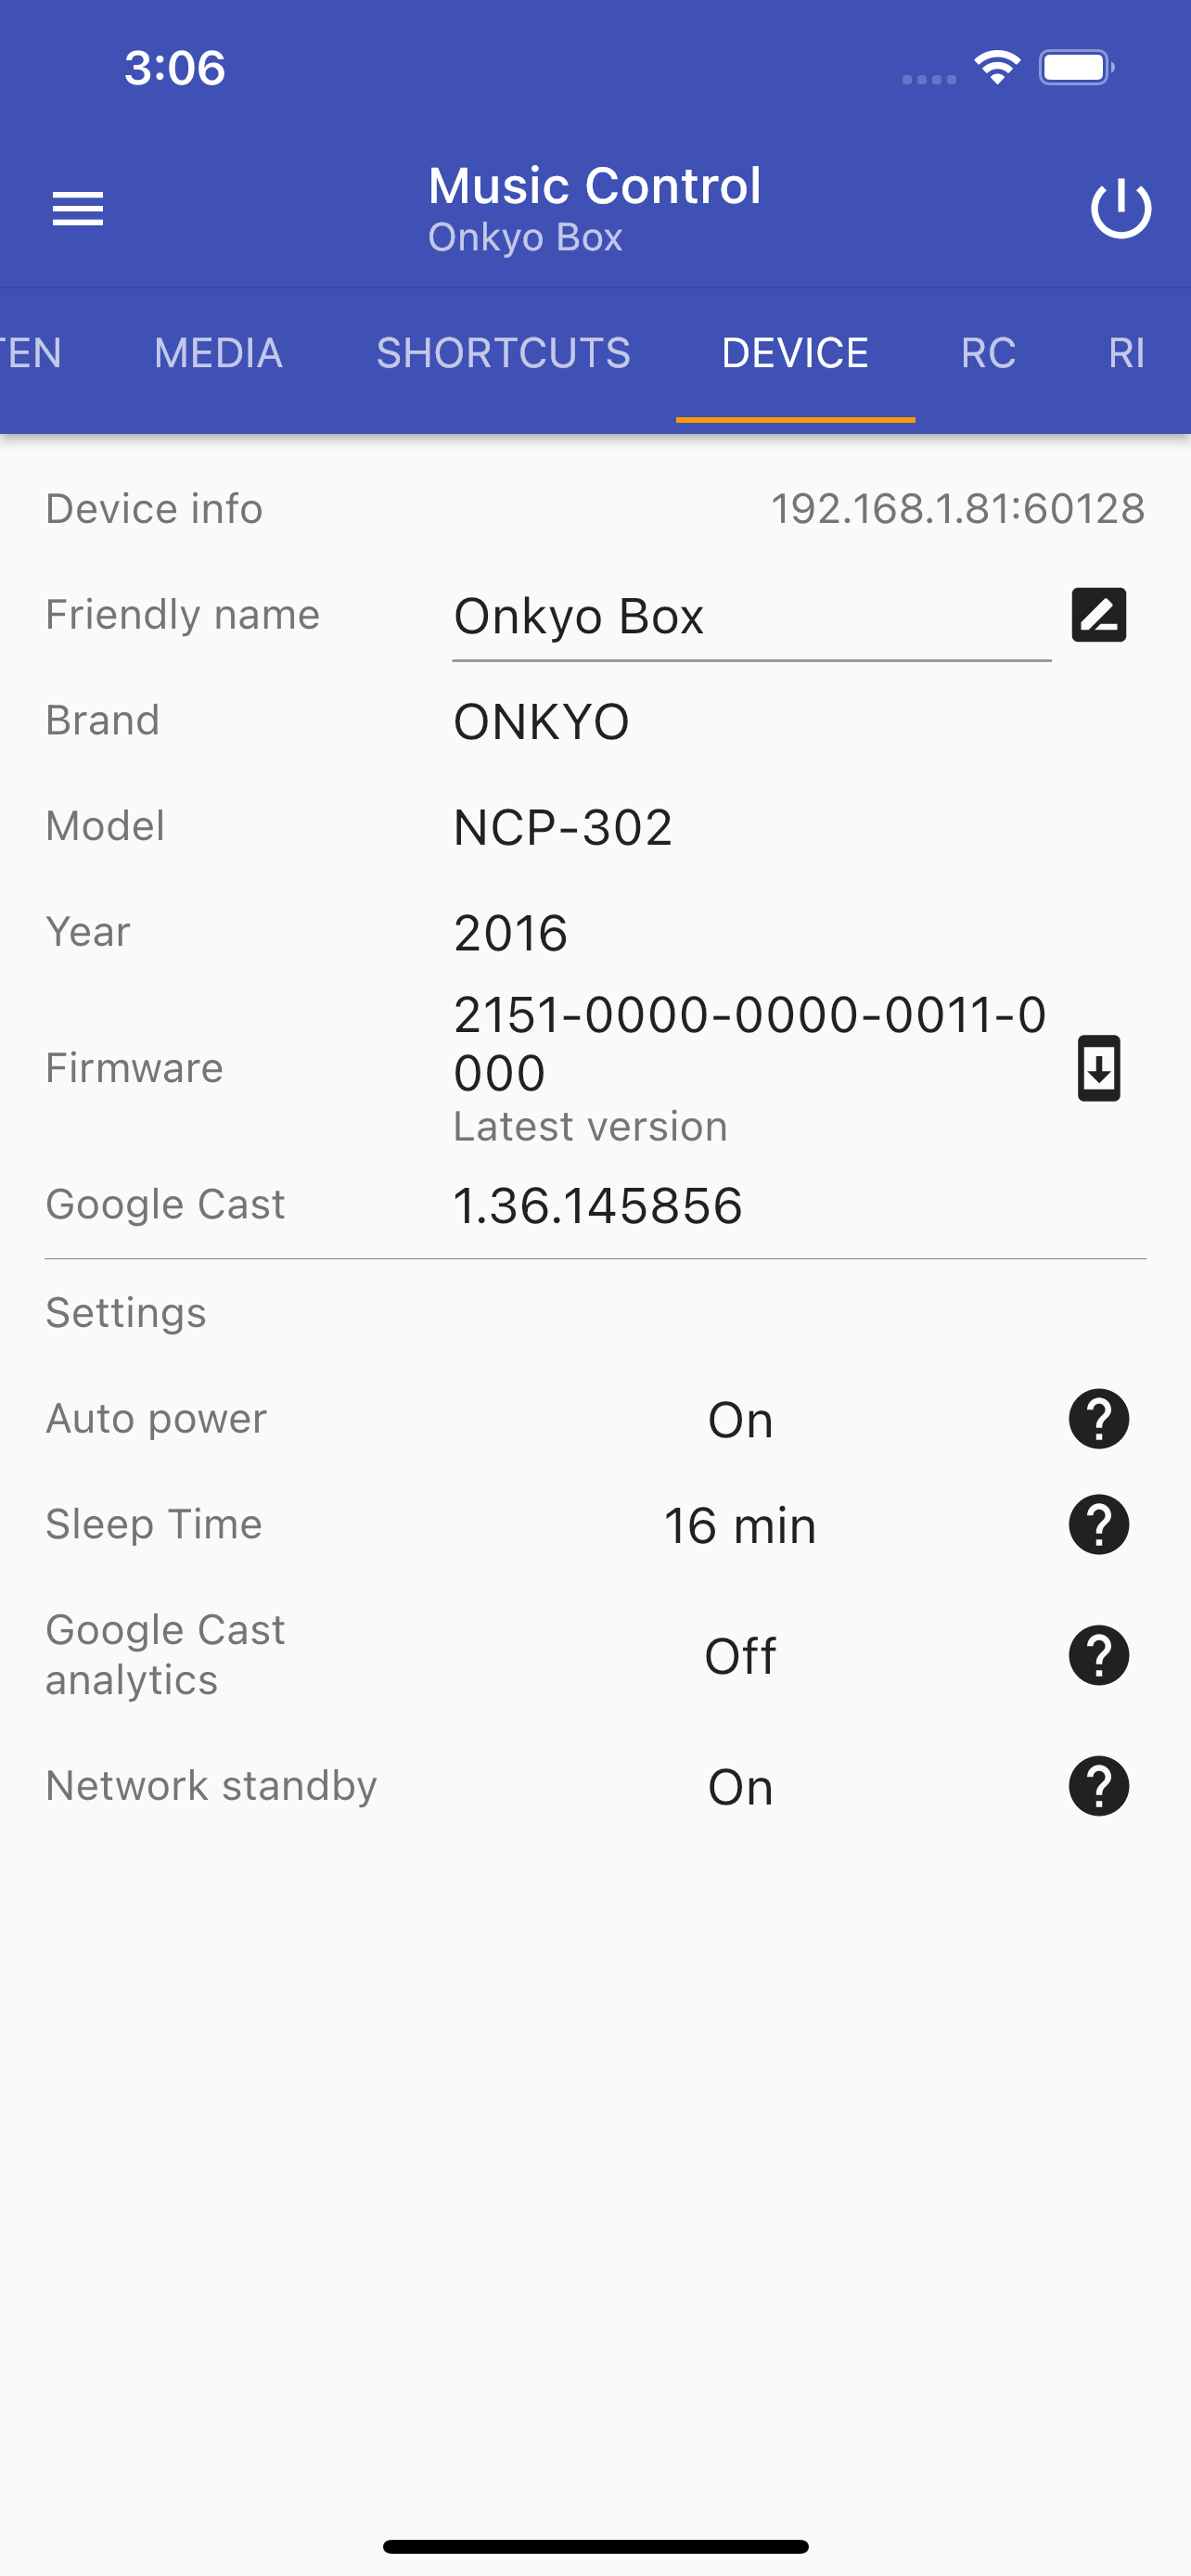 3:06
Music Control
Onkyo Box
TEN MEDIA SHORTCUTS DEVICE RC RI
Device info 192.168.1.81:60128
Friendly name Onkyo Box
Brand ONKYO
Model NCP-302
Year 2016
2151-0000-0000-0011-0
Firmware 000
Latest version
Google Cast 1.36.145856
Settings
Auto power On ?
Sleep Time 16 min ?
Google Cast
analytics Off ?
Network standby On ?